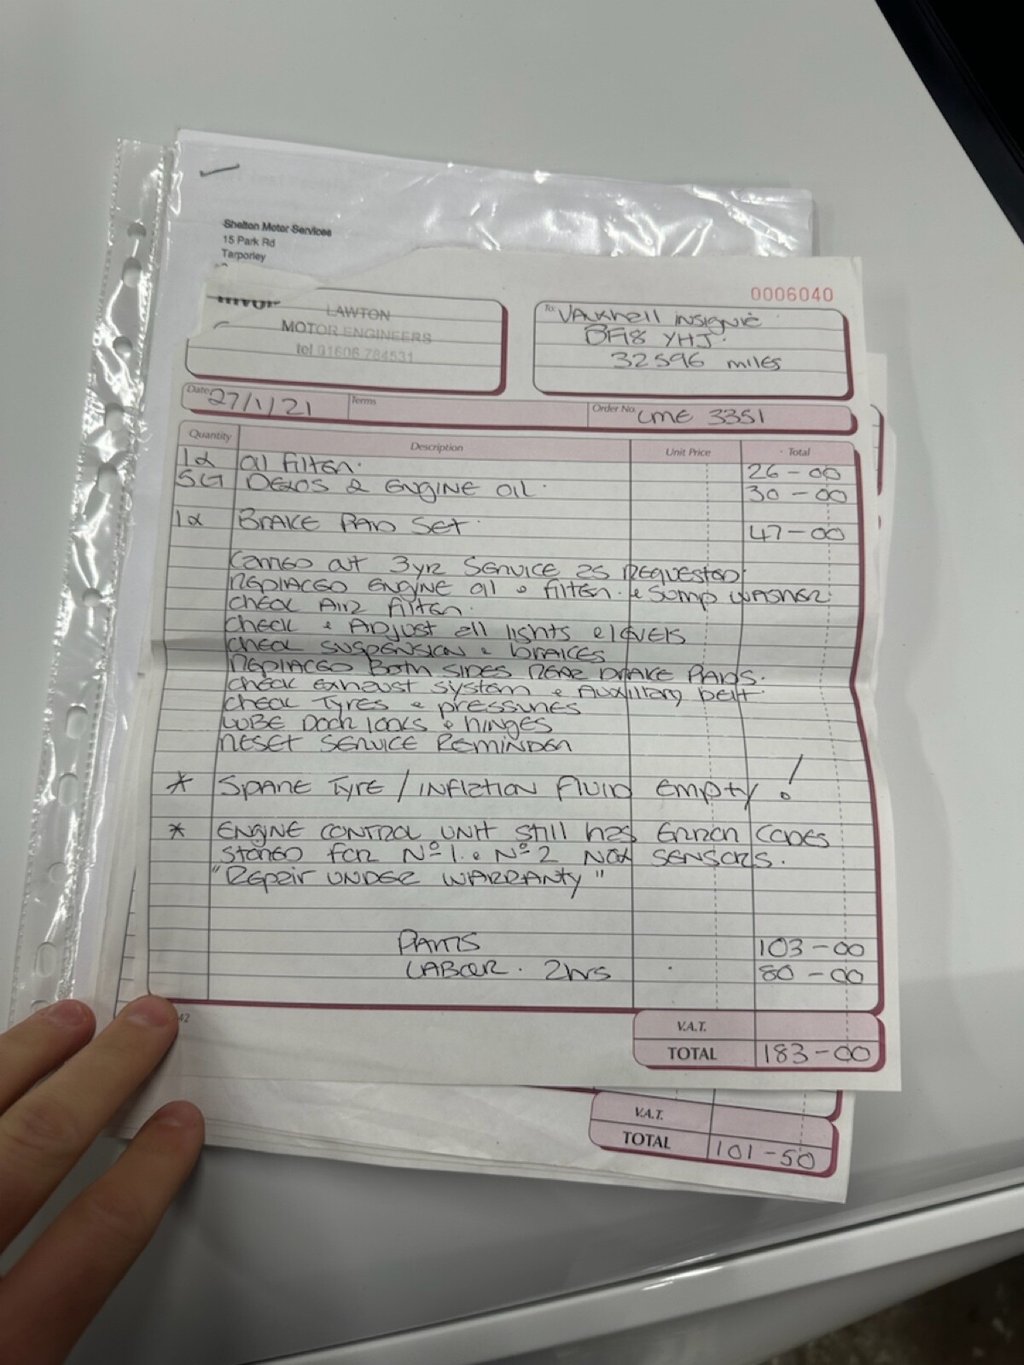 Shelton Motor Services
15 Park Rd
Tarporley
0006040
LAWTON
MOTOR ENGINEERS
tel 01606 784531
To: Vauxhall Insignia
32596 miles
Date 27/1/21 Terms Order No. LME 3351
Quantity Description Unit Price Total
1x Oil Filter. 26-00
5LT DEXOS 2 ENGINE OIL. 30-00
1x BRAKE PAD SET. 47-00
Carried out 3yr Service as requested
Replaced engine oil & filter. & sump washer.
Check Air Filter.
Check & Adjust all lights & levels
Check suspension & brakes
Replaced Both sides rear brake pads.
Check exhaust system & Auxillary belt.
Check Tyres & pressures
Lube Door locks & hinges
Reset Service Reminder
* Spare Tyre / inflation fluid empty!
* Engine Control Unit still has Error Codes
stored for Nº1. & Nº2 NOX SENSORS.
"Repair UNDER WARRANTY"
PARTS 103-00
LABOUR. 2hrs 80-00
42
V.A.T.
TOTAL 183-00
V.A.T.
TOTAL 101-50